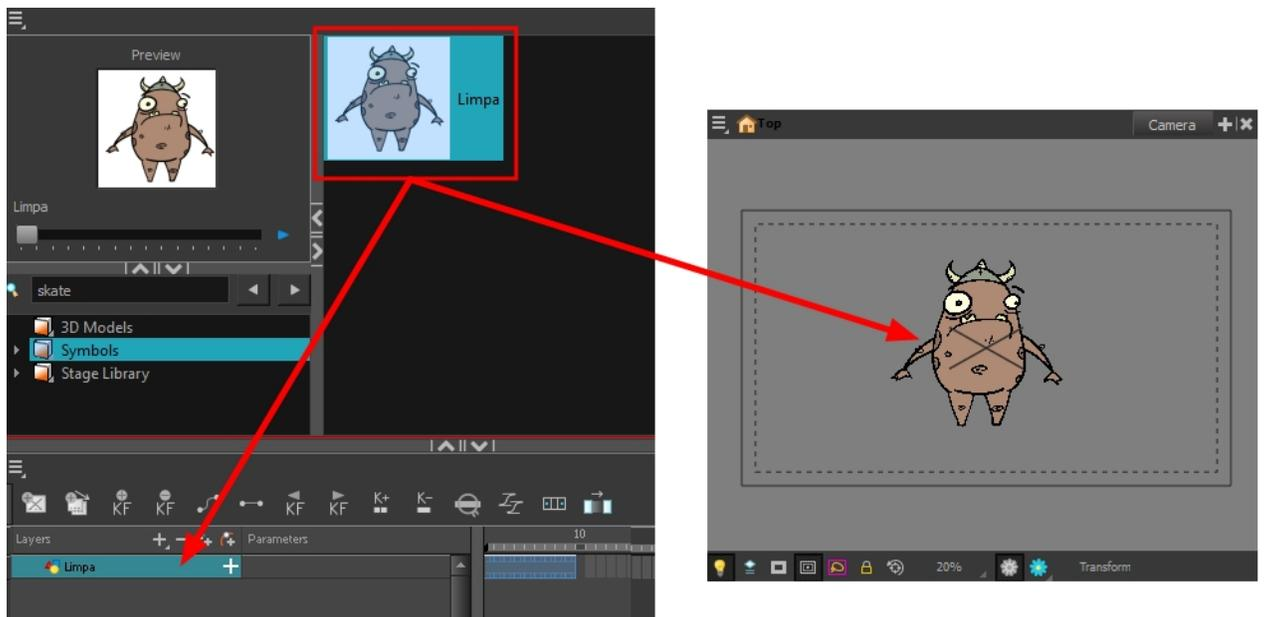 Preview
Limpa
Limpa
skate
3D Models
Symbols
Stage Library
KF
KF
KF
KF
K+
K-
Layers
Parameters
10
Limpa
Top
Camera
20%
Transform